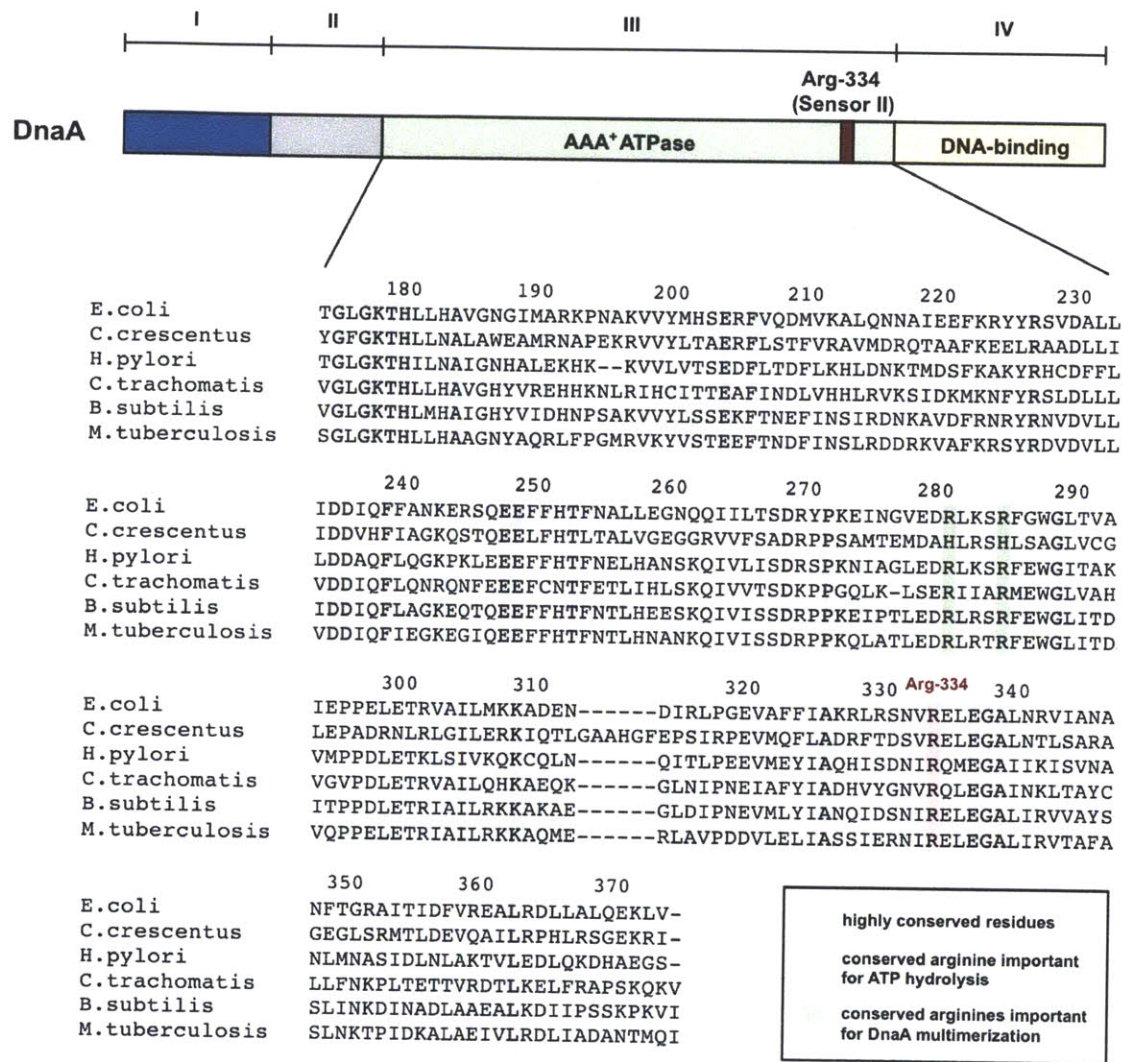 I II III IV
Arg-334
(Sensor II)
DnaA AAA+ ATPase DNA-binding
180 190 200 210 220 230
E.coli TGLGKTHLLHAVGNGIMARKPNAKVVYMHSERFVQDMVKALQNNAIEEFKRYYRSVDALL
C.crescentus YGFGKTHLLNALAWEAMRNAPEKRVVYLTAERFLSTFVRAVMDRQTAAFKEELRAADLLI
H.pylori TGLGKTHILNAIGNHALEKHK--KVVLVTSEDFLTDFLKHLDNKTMDSFKAKYRHCDFFL
C.trachomatis VGLGKTHLLHAVGHYVREHHKNLRIHCITTEAFINDLVHHLRVKSIDKMKNFYRSLDLLL
B.subtilis VGLGKTHLMHAIGHYVIDHNPSAKVVYLSSEKFTNEFINSIRDNKAVDFRNRYRNVDVLL
M.tuberculosis SGLGKTHLLHAAGNYAQRLFPGMRVKYVSTEEFTNDFINSLRDDRKVAFKRSYRDVDVLL
240 250 260 270 280 290
E.coli IDDIQFFANKERSQEEFFHTFNALLEGNQQIILTSDRYPKEINGVEDRLKSRFGWGLTVA
C.crescentus IDDVHFIAGKQSTQEELFHTLTALVGEGGRVVFSADRPPSAMTEMDAHLRSHLSAGLVCG
H.pylori LDDAQFLQGKPKLEEEFFHTFNELHANSKQIVLISDRSPKNIAGLEDRLKSRFEWGITAK
C.trachomatis VDDIQFLQNRQNFEEEFCNTFETLIHLSKQIVVTSDKPPGQLK-LSERIIARMEWGLVAH
B.subtilis IDDIQFLAGKEQTQEEFFHTFNTLHEESKQIVISSDRPPKEIPTLEDRLRSRFEWGLITD
M.tuberculosis VDDIQFIEGKEGIQEEFFHTFNTLHNANKQIVISSDRPPKQLATLEDRLRTRFEWGLITD
300 310 320 330 Arg-334 340
E.coli IEPPELETRVAILMKKADEN------DIRLPGEVAFFIAKRLRSNVRELEGALNRVIANA
C.crescentus LEPADRNLRLGILERKIQTLGAAHGFEPSIRPEVMQFLADRFTDSVRELEGALNTLSARA
H.pylori VMPPDLETKLSIVKQKCQLN------QITLPEEVMEYIAQHISDNIRQMEGAIIKISVNA
C.trachomatis VGVPDLETRVAILQHKAEQK------GLNIPNEIAFYIADHVYGNVRQLEGAINKLTAYC
B.subtilis ITPPDLETRIAILRKKAKAE------GLDIPNEVMLYIANQIDSNIRELEGALIRVVAYS
M.tuberculosis VQPPELETRIAILRKKAQME------RLAVPDDVLELIASSIERNIRELEGALIRVTAFA
350 360 370
E.coli NFTGRAITIDFVREALRDLLALQEKLV-
C.crescentus GEGLSRMTLDEVQAILRPHLRSGEKRI-
H.pylori NLMNASIDLNLAKTVLEDLQKDHAEGS-
C.trachomatis LLFNKPLTETTVRDTLKELFRAPSKQKV
B.subtilis SLINKDINADLAAEALKDIIPSSKPKVI
M.tuberculosis SLNKTPIDKALAEIVLRDLIADANTMQI
highly conserved residues
conserved arginine important
for ATP hydrolysis
conserved arginines important
for DnaA multimerization